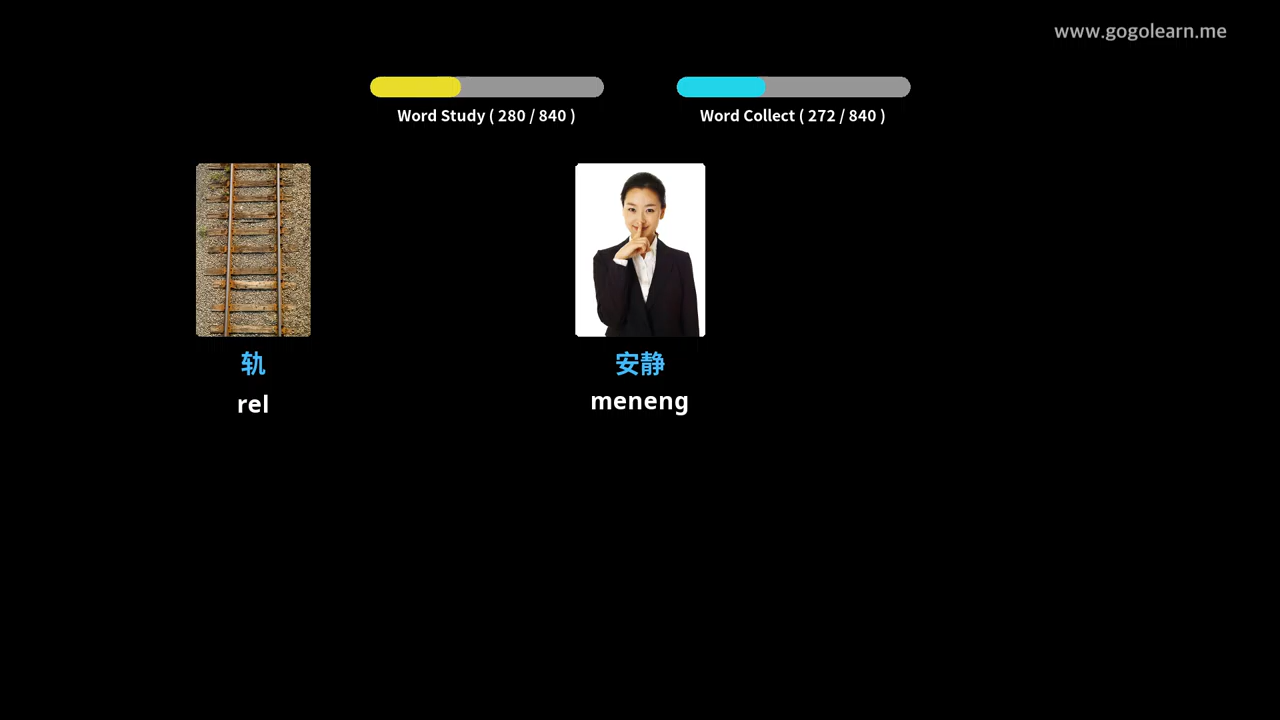 www.gogolearn.me
Word Study ( 280 / 840 )
Word Collect ( 272 / 840 )
轨
安静
rel
meneng